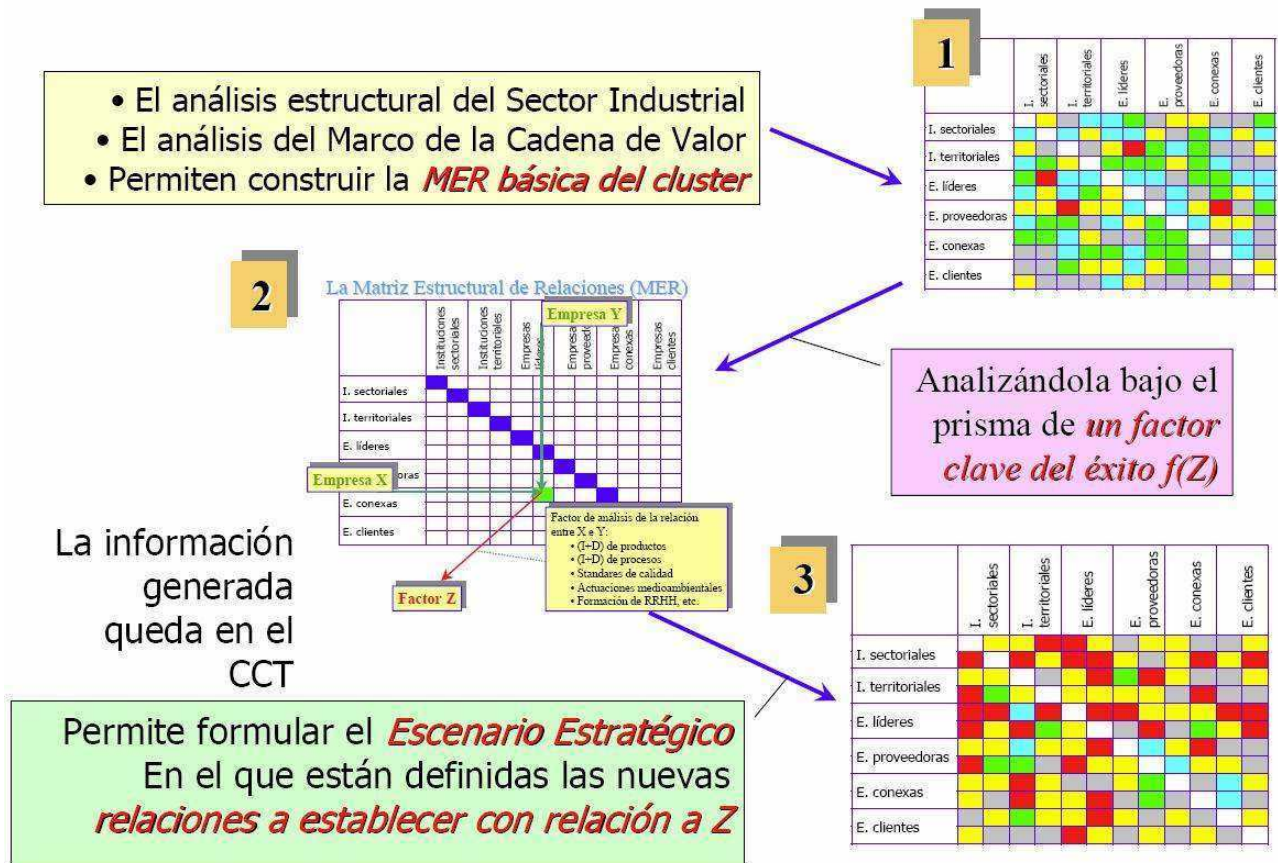 1
I. sectoriales
I. territoriales
E. líderes
E. proveedoras
E. conexas
E. clientes
I. sectoriales
I. territoriales
E. líderes
E. proveedoras
E. conexas
E. clientes
• El análisis estructural del Sector Industrial
• El análisis del Marco de la Cadena de Valor
• Permiten construir la MER básica del cluster
2
La Matriz Estructural de Relaciones (MER)
Empresa Y
Instituciones sectoriales
Instituciones territoriales
Empresas
Empresa
Empresa
conexas
Empresas clientes
I. sectoriales
I. territoriales
E. líderes
oras
Empresa X
E. conexas
E. clientes
Factor de análisis de la relación
entre X e Y:
• (I+D) de productos
• (I+D) de procesos
• Standares de calidad
• Actuaciones medioambientales
• Formación de RRHH, etc.
Factor Z
Analizándola bajo el
prisma de un factor
clave del éxito f(Z)
La información
generada
queda en el
CCT
3
I. sectoriales
I. territoriales
E. líderes
E. proveedoras
E. conexas
E. clientes
I. sectoriales
I. territoriales
E. líderes
E. proveedoras
E. conexas
E. clientes
Permite formular el Escenario Estratégico
En el que están definidas las nuevas
relaciones a establecer con relación a Z